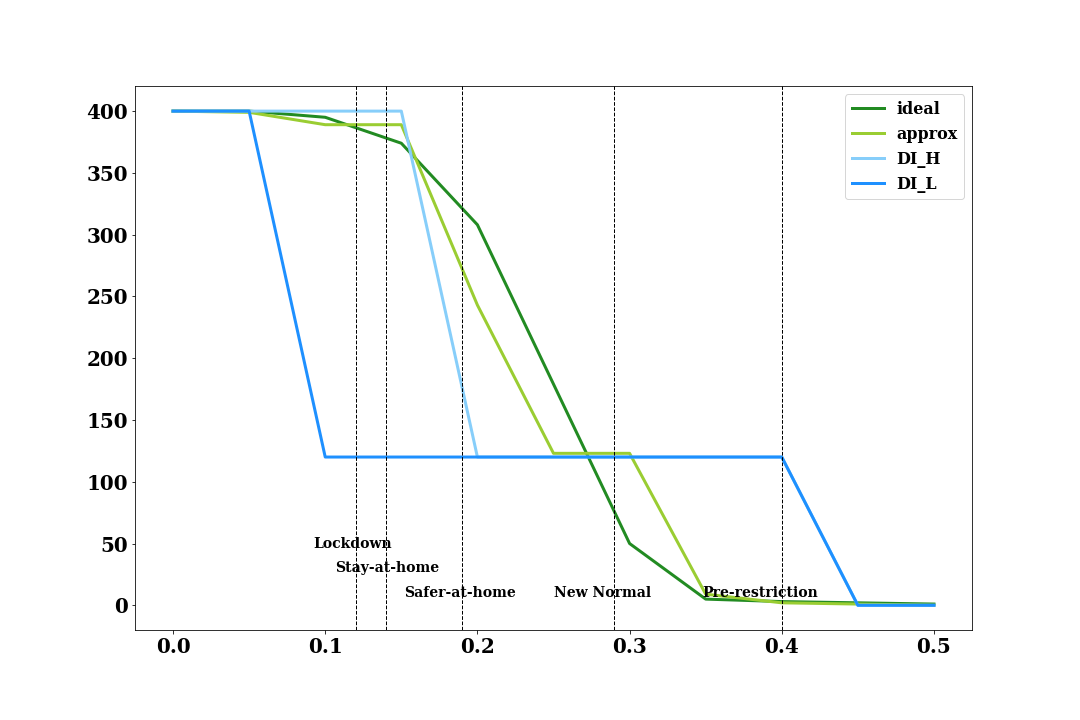 400
350
300
250
200
150
100
50
0
ideal
approx
DI_H
DI_L
Lockdown
Stay-at-home
Safer-at-home
New Normal
Pre-restriction
0.0 0.1 0.2 0.3 0.4 0.5